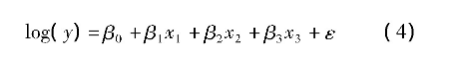 log( y) = β₀ + β₁x₁ + β₂x₂ + β₃x₃ + ε ( 4)